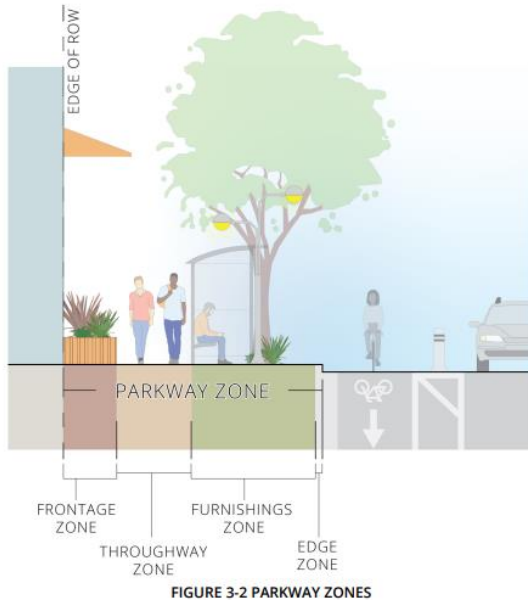 EDGE OF ROW
PARKWAY ZONE
FRONTAGE
ZONE
THROUGHWAY
ZONE
FURNISHINGS
ZONE
EDGE
ZONE
FIGURE 3-2 PARKWAY ZONES